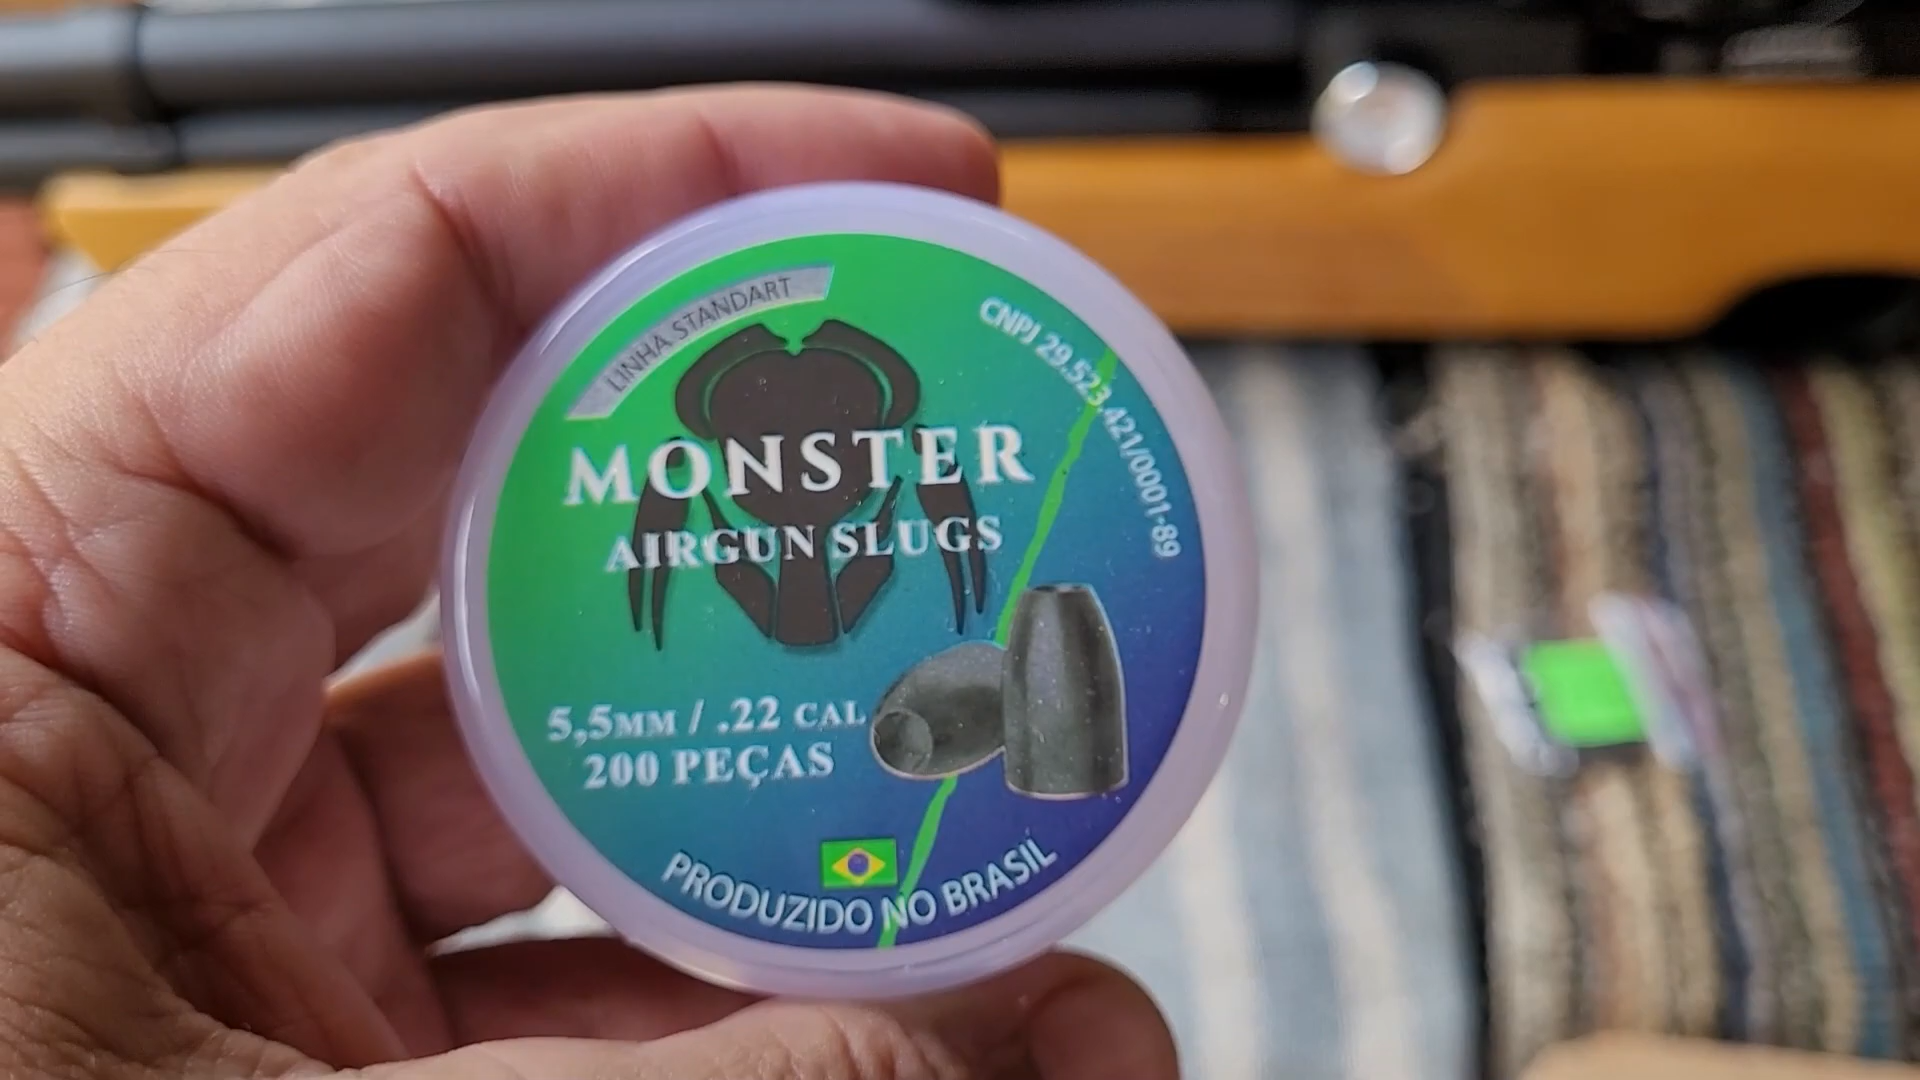 LINHA STANDART
CNPJ 29.523.421/0001-89
MONSTER
AIRGUN SLUGS
5,5MM / .22 CAL
200 PEÇAS
PRODUZIDO NO BRASIL